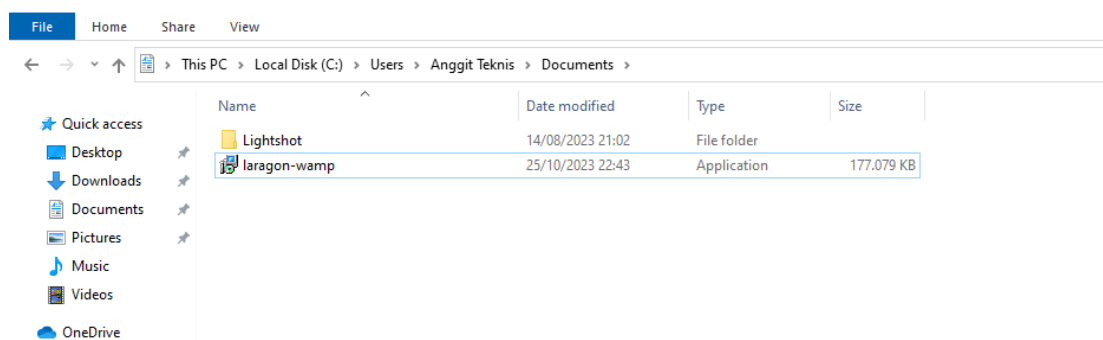 File Home Share View
This PC > Local Disk (C:) > Users > Anggit Teknis > Documents >
Name Date modified Type Size
Quick access
Desktop
Downloads
Documents
Pictures
Music
Videos
OneDrive
Lightshot 14/08/2023 21:02 File folder
laragon-wamp 25/10/2023 22:43 Application 177.079 KB